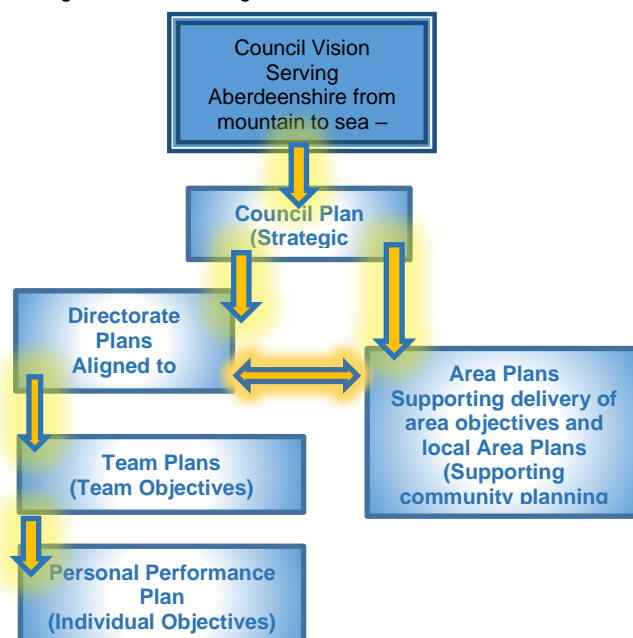 Council Vision
Serving
Aberdeenshire from
mountain to sea –
Council Plan
(Strategic
Directorate
Plans
Aligned to
Area Plans
Supporting delivery of
area objectives and
local Area Plans
(Supporting
community planning
Team Plans
(Team Objectives)
Personal Performance
Plan
(Individual Objectives)